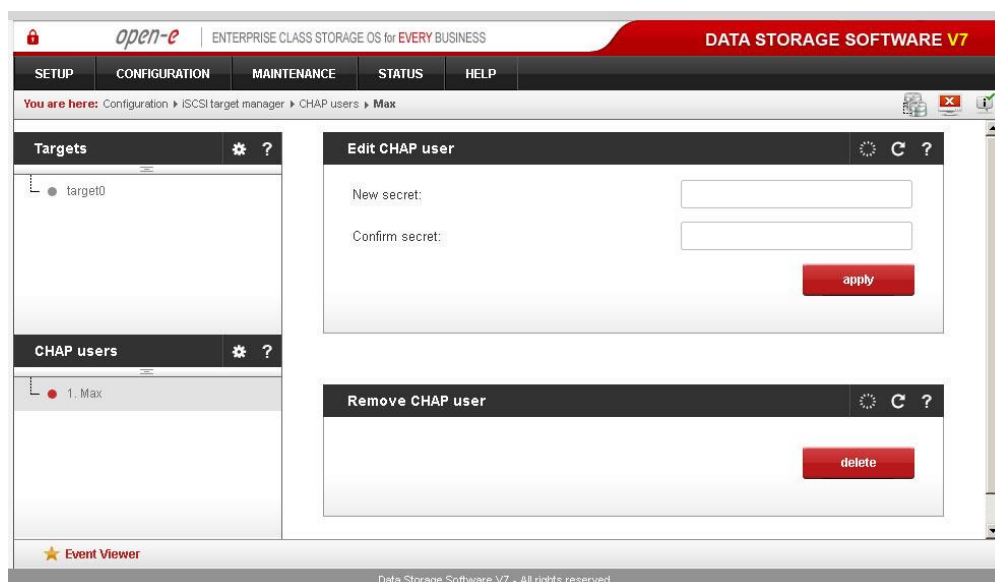 open-e ENTERPRISE CLASS STORAGE OS for EVERY BUSINESS DATA STORAGE SOFTWARE V7
SETUP CONFIGURATION MAINTENANCE STATUS HELP
You are here: Configuration iSCSI target manager CHAP users Max
Targets ?
target0
CHAP users ?
1. Max
Edit CHAP user ?
New secret:
Confirm secret:
apply
Remove CHAP user ?
delete
Event Viewer
Data Storage Software V7 - All rights reserved